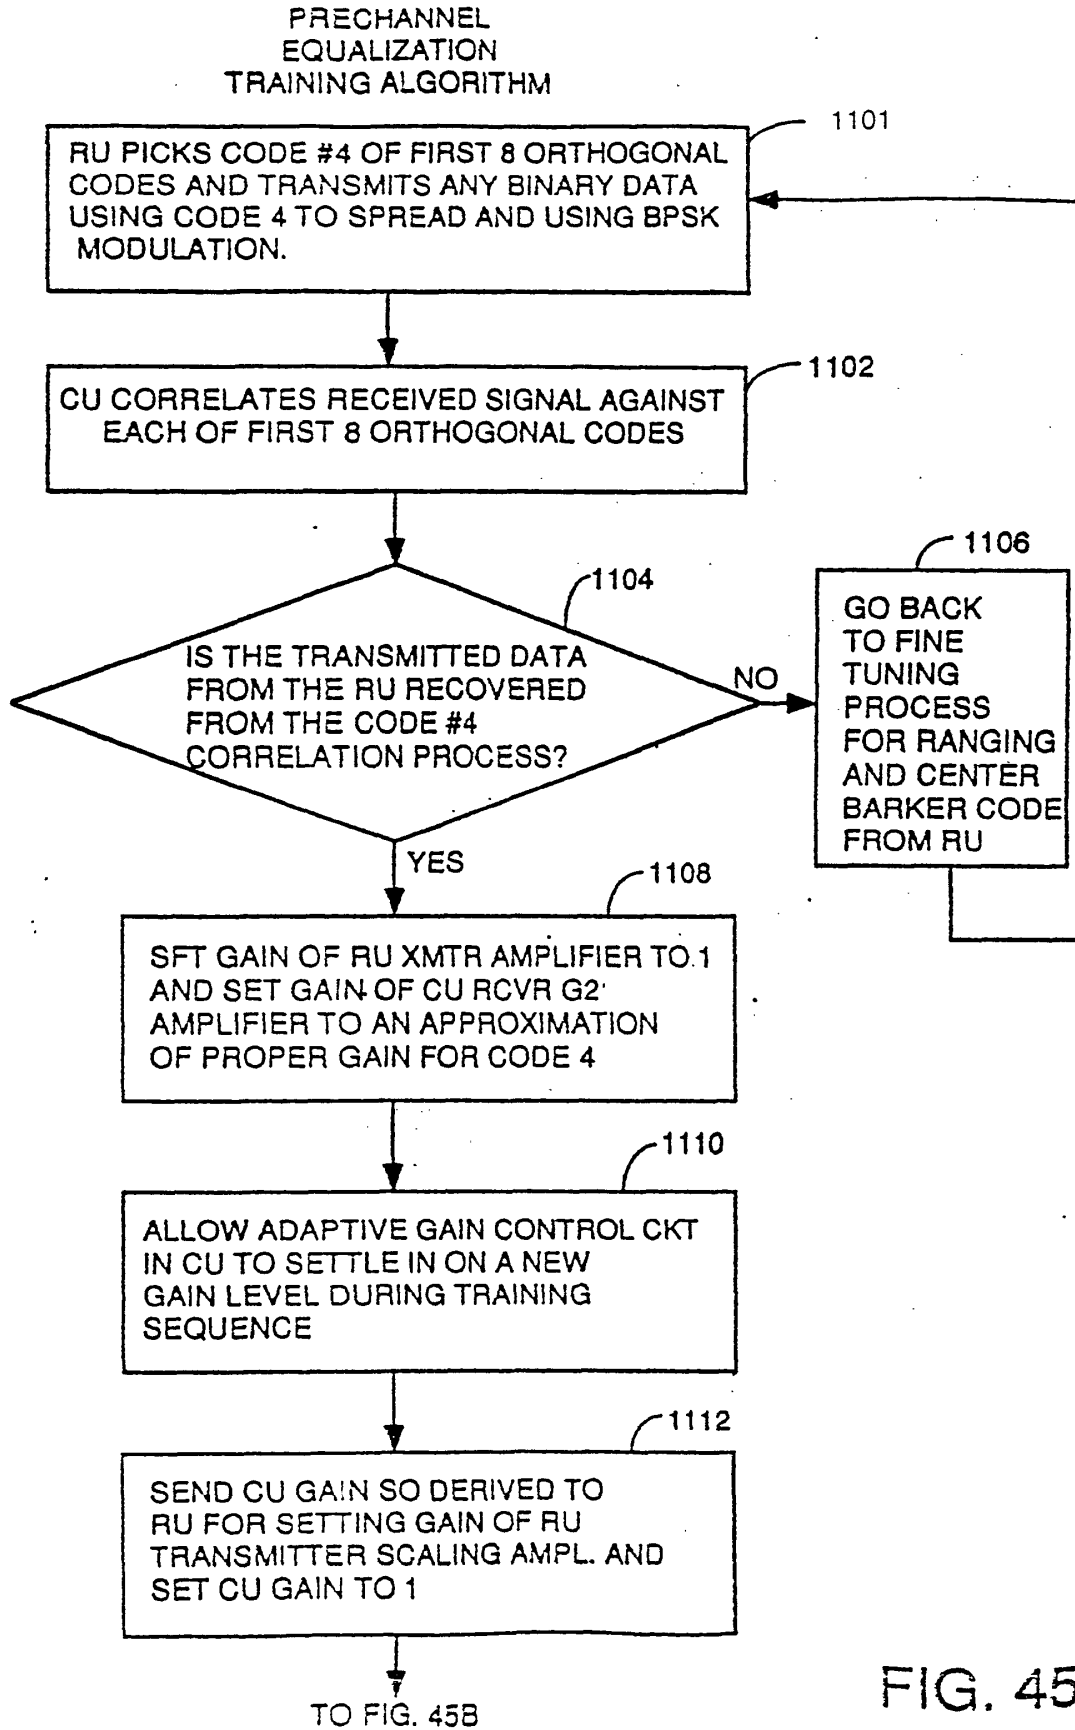 PRECHANNEL
EQUALIZATION
TRAINING ALGORITHM
1101
RU PICKS CODE #4 OF FIRST 8 ORTHOGONAL
CODES AND TRANSMITS ANY BINARY DATA
USING CODE 4 TO SPREAD AND USING BPSK
MODULATION.
1102
CU CORRELATES RECEIVED SIGNAL AGAINST
EACH OF FIRST 8 ORTHOGONAL CODES
1104
IS THE TRANSMITTED DATA
FROM THE RU RECOVERED
FROM THE CODE #4
CORRELATION PROCESS?
NO
1106
GO BACK
TO FINE
TUNING
PROCESS
FOR RANGING
AND CENTER
BARKER CODE
FROM RU
YES
1108
SFT GAIN OF RU XMTR AMPLIFIER TO 1
AND SET GAIN OF CU RCVR G2
AMPLIFIER TO AN APPROXIMATION
OF PROPER GAIN FOR CODE 4
1110
ALLOW ADAPTIVE GAIN CONTROL CKT
IN CU TO SETTLE IN ON A NEW
GAIN LEVEL DURING TRAINING
SEQUENCE
1112
SEND CU GAIN SO DERIVED TO
RU FOR SETTING GAIN OF RU
TRANSMITTER SCALING AMPL. AND
SET CU GAIN TO 1
TO FIG. 45B
FIG. 45